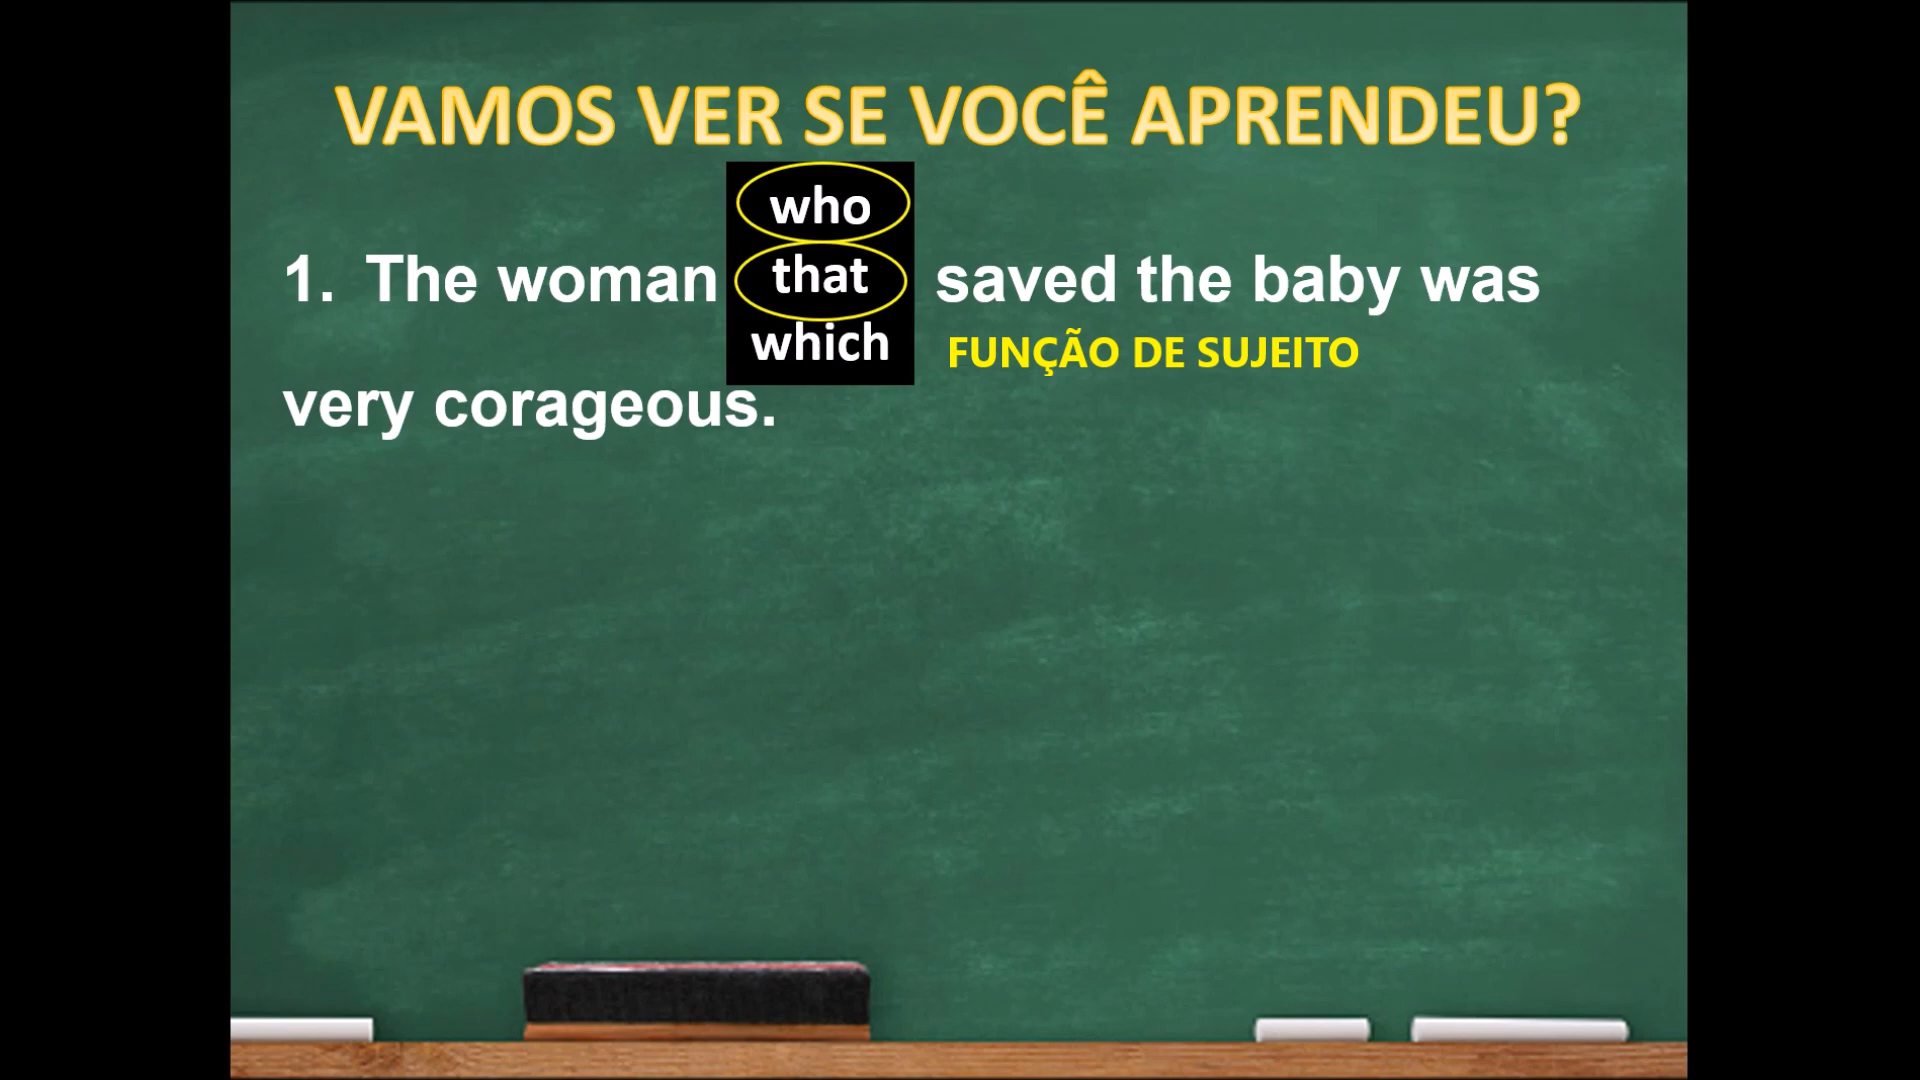 VAMOS VER SE VOCÊ APRENDEU?
who
1. The woman that saved the baby was
which FUNÇÃO DE SUJEITO
very corageous.